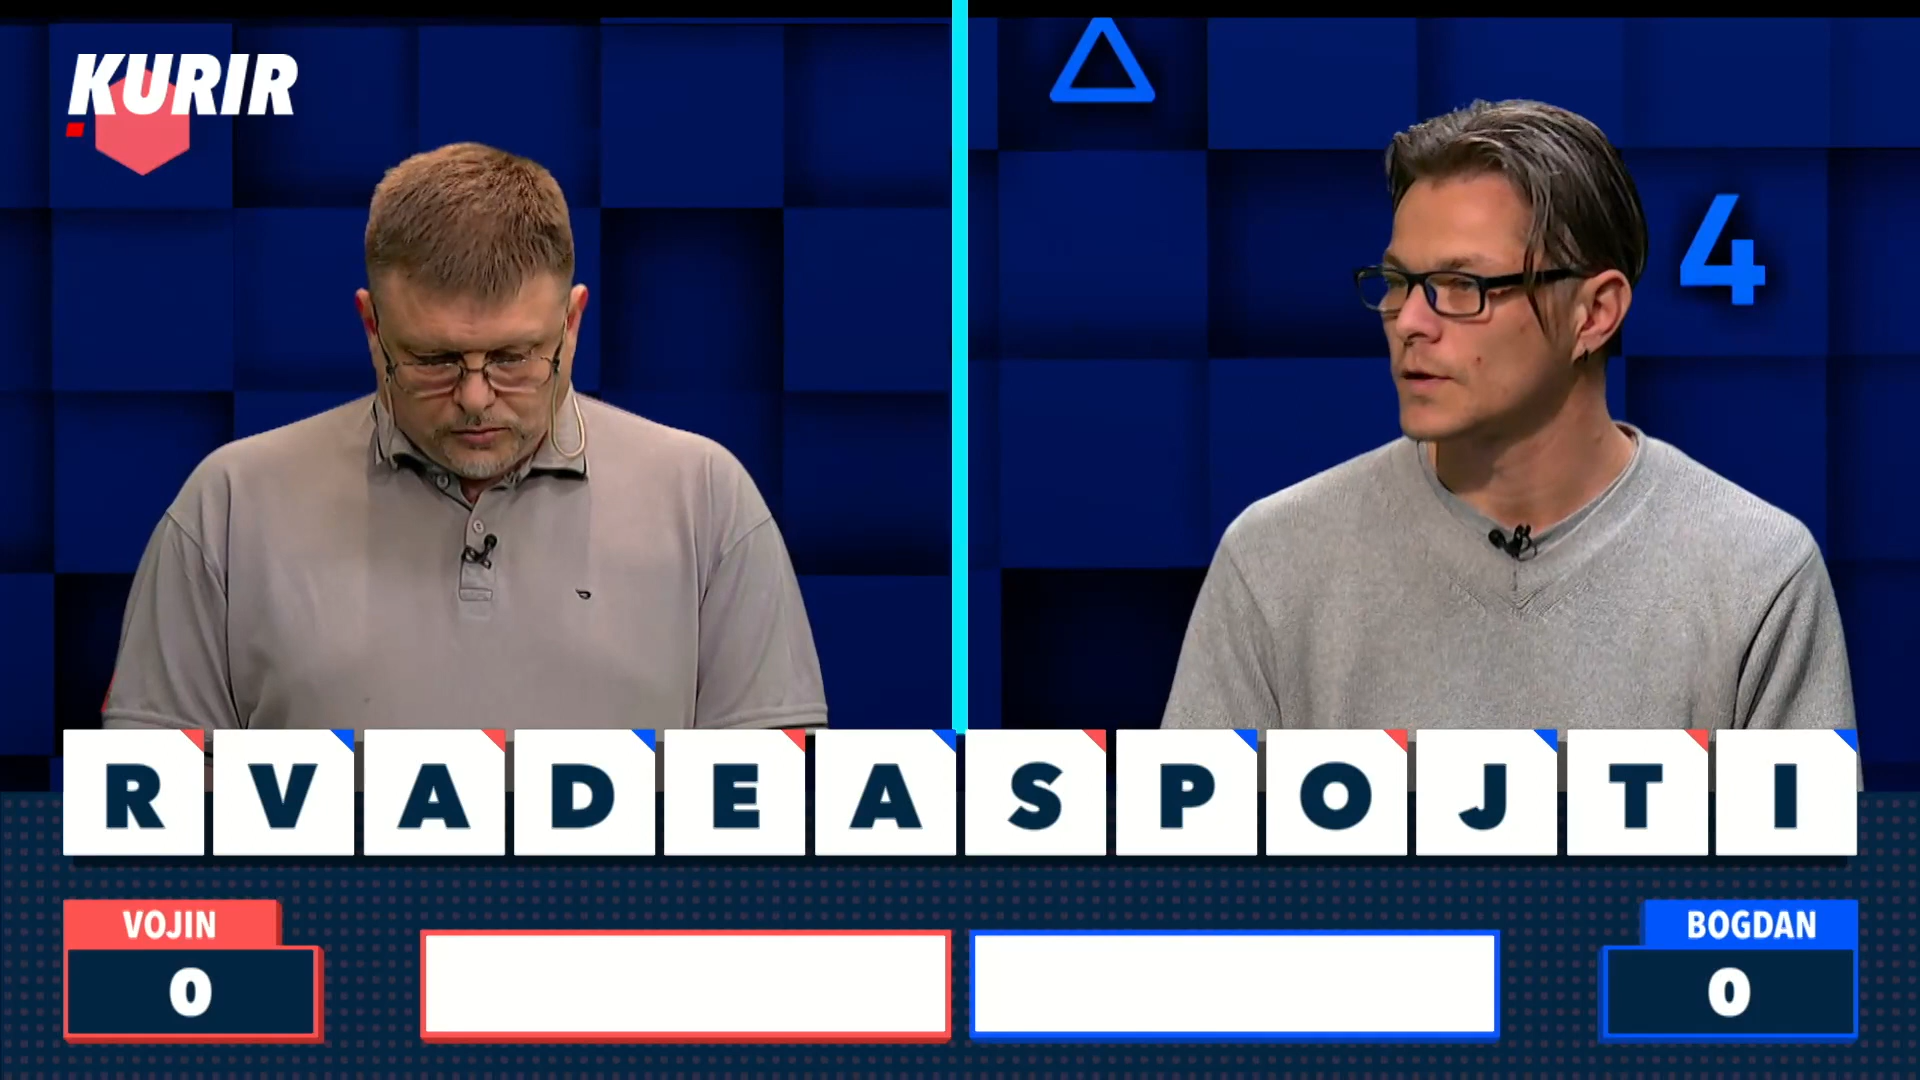 KURIR
4
R V A D E A S P O J T I
VOJIN
BOGDAN
0
0